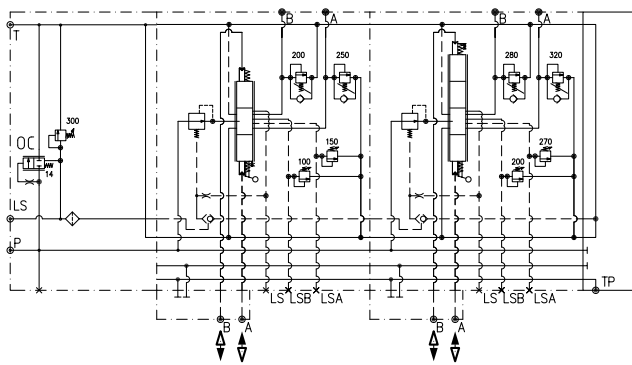 B A B A
T
200 250 280 320
300
OC
150 270
14
100 200
LS
P
LS LSB LSA LS LSB LSA TP
B A B A